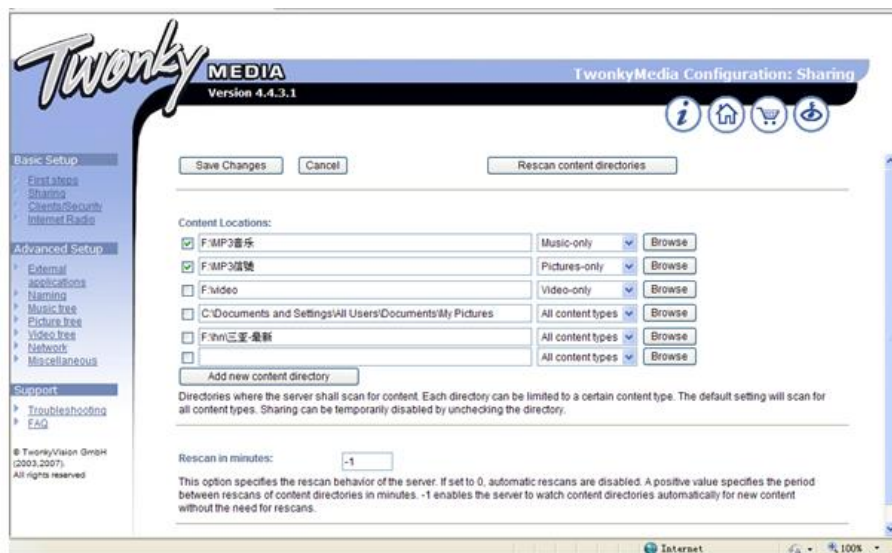 Twonky
MEDIA
Version 4.4.3.1
TwonkyMedia Configuration: Sharing
Basic Setup
First steps
Sharing
Clients/Security
Internet Radio
Advanced Setup
External
applications
Naming
Music tree
Picture tree
Video tree
Network
Miscellaneous
Support
Troubleshooting
FAQ
© TwonkyVision GmbH
(2003,2007).
All rights reserved
Save Changes Cancel Rescan content directories
Content Locations:
F:\MP3音乐 Music-only Browse
F:\MP3信號 Pictures-only Browse
F:\video Video-only Browse
C:\Documents and Settings\All Users\Documents\My Pictures All content types Browse
F:\hn\三亚-最新 All content types Browse
All content types Browse
Add new content directory
Directories where the server shall scan for content. Each directory can be limited to a certain content type. The default setting will scan for
all content types. Sharing can be temporarily disabled by unchecking the directory.
Rescan in minutes: -1
This option specifies the rescan behavior of the server. If set to 0, automatic rescans are disabled. A positive value specifies the period
between rescans of content directories in minutes. -1 enables the server to watch content directories automatically for new content
without the need for rescans.
Internet 100%